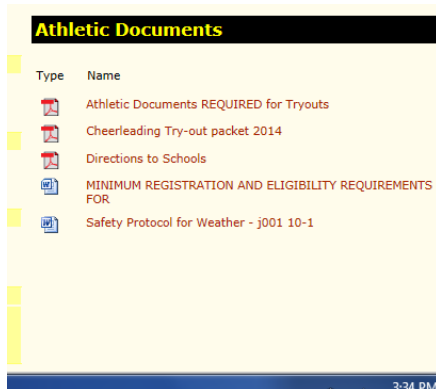 Athletic Documents
Type Name
Athletic Documents REQUIRED for Tryouts
Cheerleading Try-out packet 2014
Directions to Schools
MINIMUM REGISTRATION AND ELIGIBILITY REQUIREMENTS
FOR
Safety Protocol for Weather - j001 10-1
3:34 PM